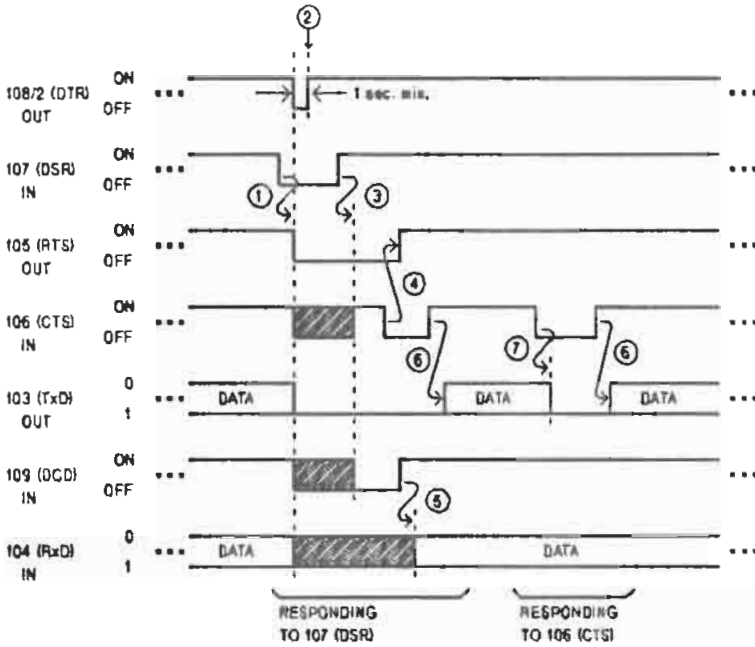 ②
ON
108/2 (DTR)
1 sec. min.
OFF
OUT
ON
107 (DSR)
OFF
IN
① ③
ON
105 (RTS)
OFF
OUT
④
ON
106 (CTS)
OFF
IN
⑥ ⑦ ⑥
0
103 (TxD) DATA DATA DATA
1
OUT
ON
109 (DCD)
OFF
IN
⑤
0
104 (RxD) DATA DATA
1
IN
RESPONDING
TO 107 (DSR)
RESPONDING
TO 106 (CTS)